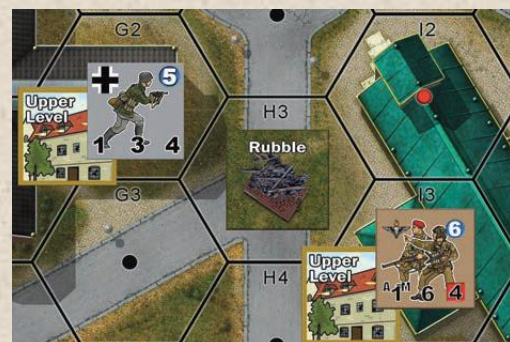 G2
I2
5
Upper
Level
1 3 4
H3
Rubble
G3
I3
6
Upper
Level
A M
1 6 4
H4